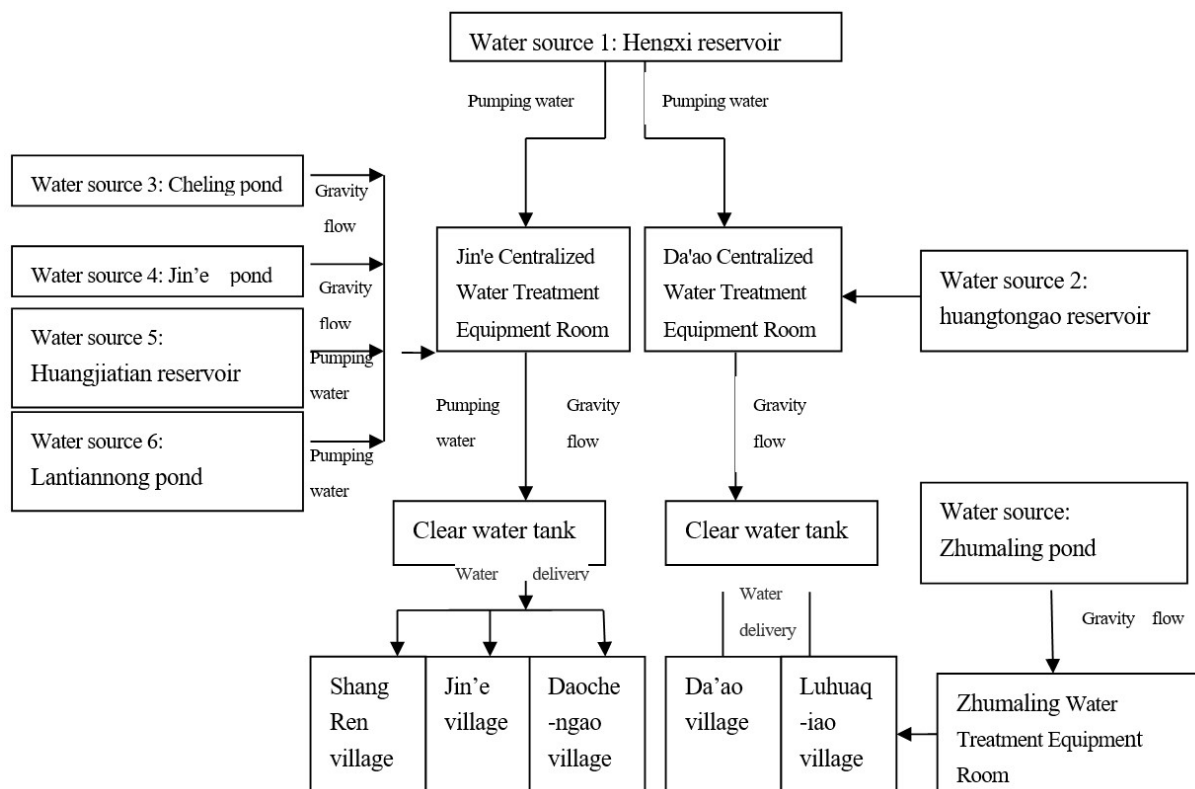 Water source 1: Hengxi reservoir
Pumping water
Pumping water
Water source 3: Cheling pond
Gravity
flow
Water source 4: Jin’e pond
Gravity
flow
Water source 5:
Huangjiatian reservoir
Pumping
water
Water source 6:
Lantiannong pond
Pumping
water
Jin'e Centralized
Water Treatment
Equipment Room
Da'ao Centralized
Water Treatment
Equipment Room
Water source 2:
huangtongao reservoir
Pumping
water
Gravity
flow
Gravity
flow
Clear water tank
Clear water tank
Water source:
Zhumaling pond
Water delivery
Water
delivery
Gravity flow
Shang
Ren
village
Jin’e
village
Daoche
-ngao
village
Da’ao
village
Luhuaq
-iao
village
Zhumaling Water
Treatment Equipment
Room